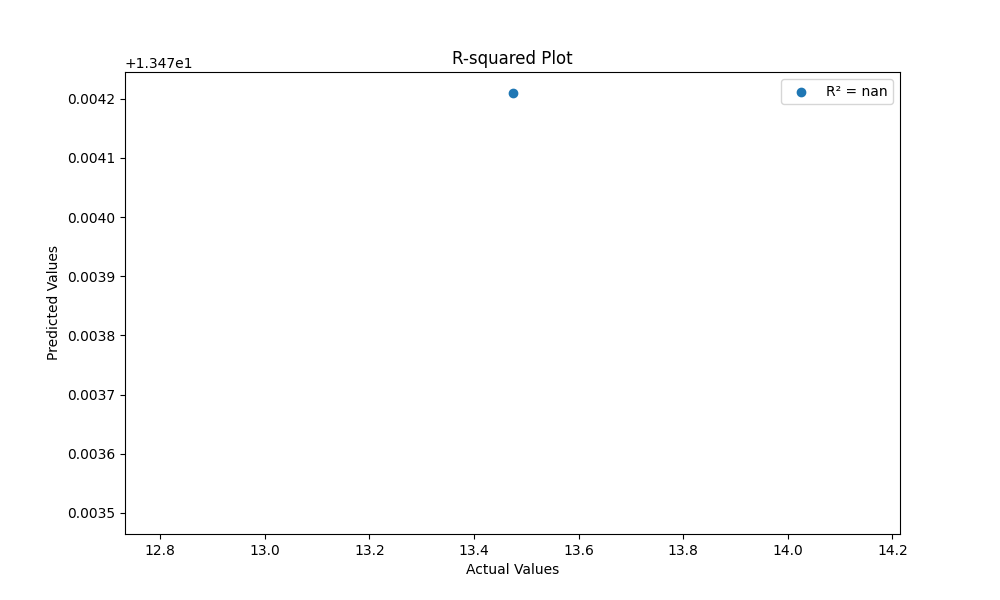 R-squared Plot
+1.347e1
R² = nan
0.0042
0.0041
0.0040
0.0039
0.0038
0.0037
0.0036
0.0035
Predicted Values
12.8 13.0 13.2 13.4 13.6 13.8 14.0 14.2
Actual Values